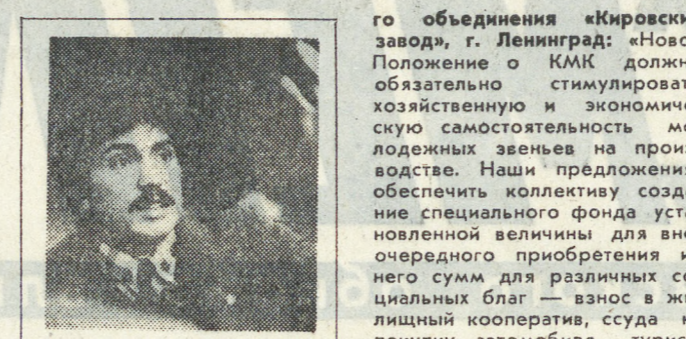 го объединения «Кировски
завод», г. Ленинград: «Ново
Положение о КМК должн
обязательно стимулироват
хозяйственную и экономиче
скую самостоятельность мо
лодежных звеньев на произ
водстве. Наши предложени
обеспечить коллективу созд
ние специального фонда уста
новленной величины для вне
очередного приобретения и
него сумм для различных со
циальных благ — взнос в жи
лищный кооператив, ссуда н